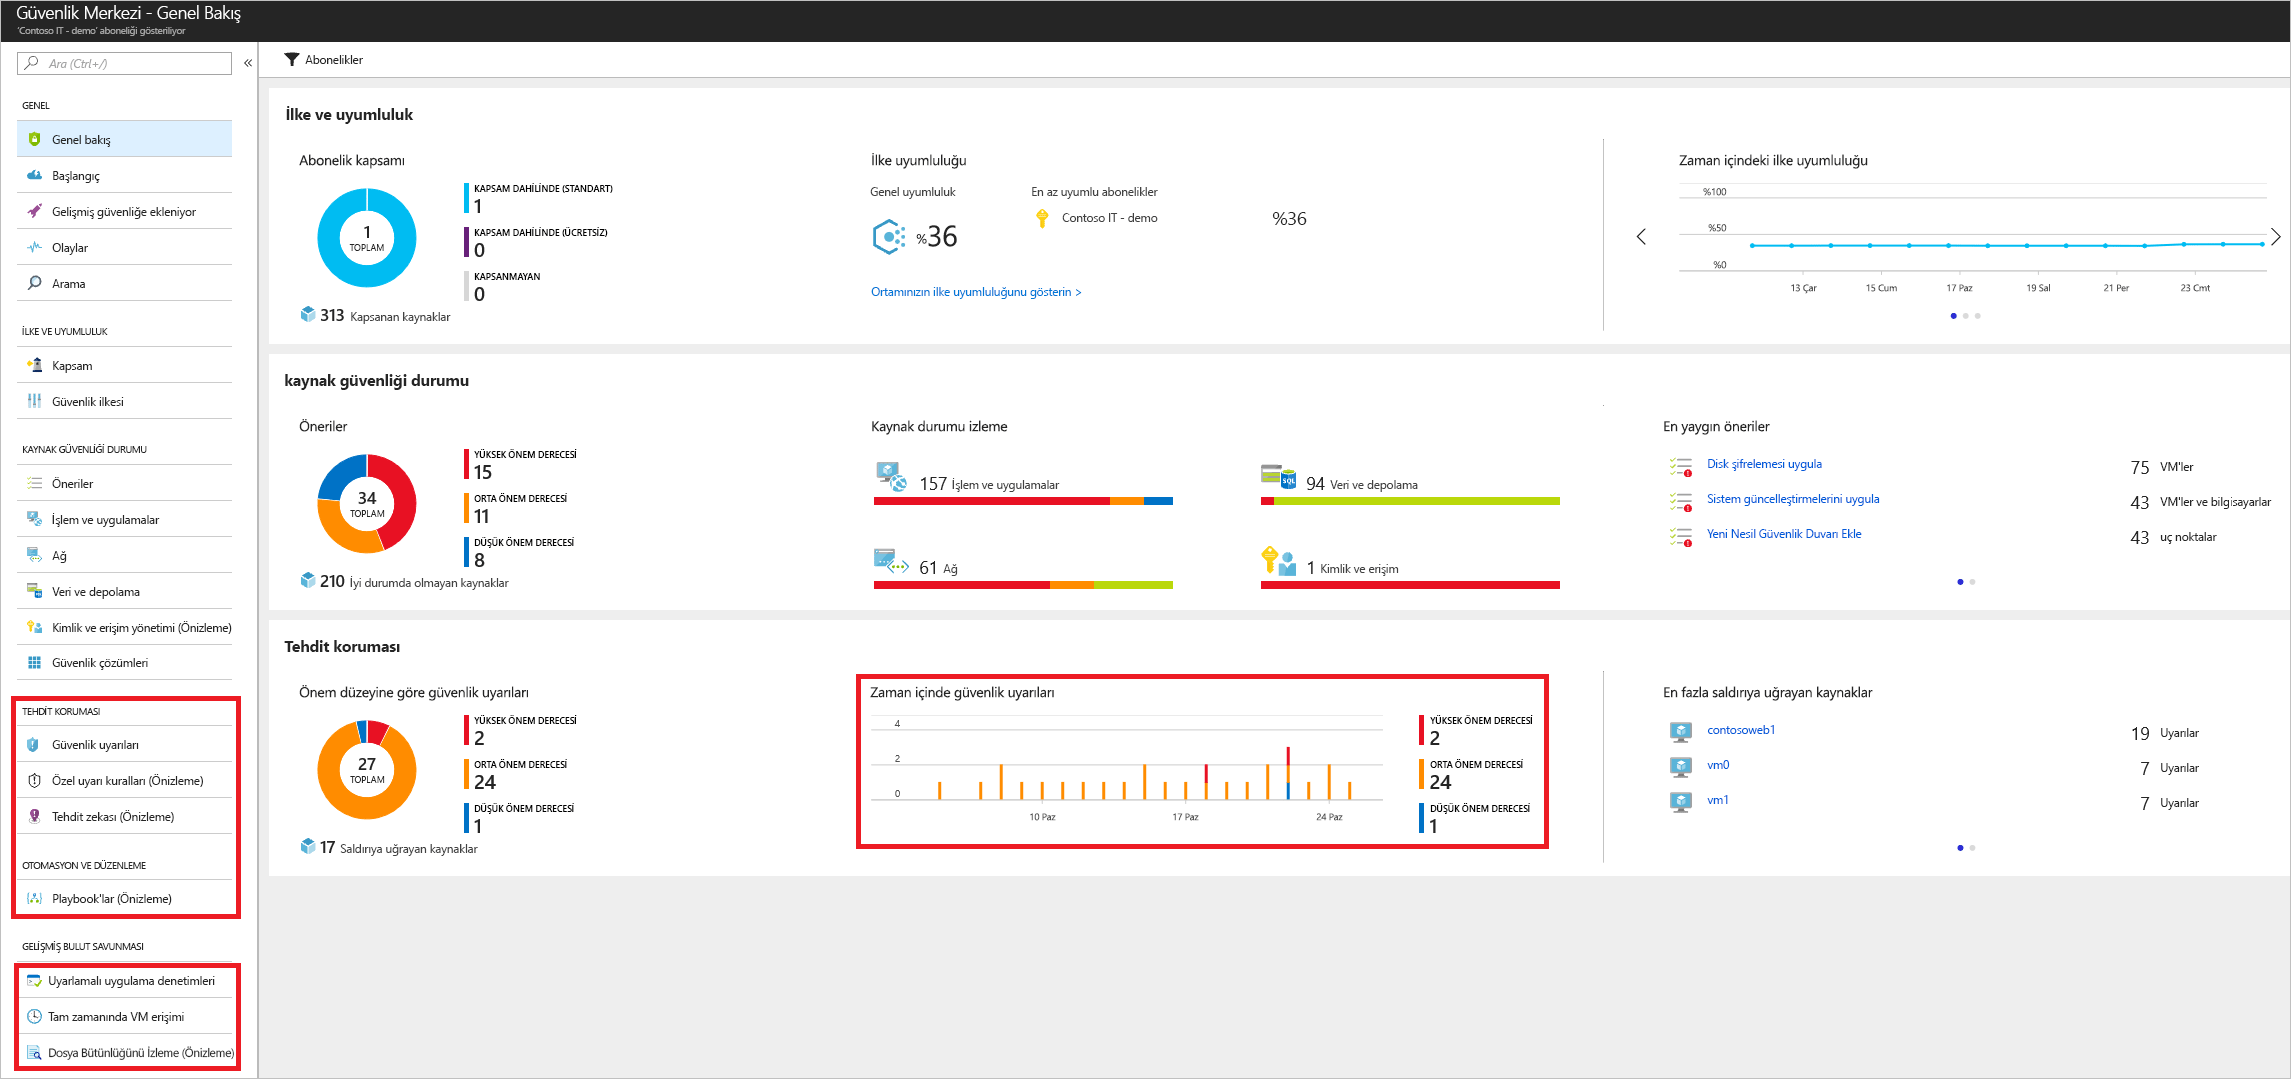 Güvenlik Merkezi - Genel Bakış
'Contoso IT - demo' aboneliği gösteriliyor
Ara (Ctrl+/)
«
GENEL
Genel bakış
Başlangıç
Gelişmiş güvenliğe ekleniyor
Olaylar
Arama
İLKE VE UYUMLULUK
Kapsam
Güvenlik ilkesi
KAYNAK GÜVENLİĞİ DURUMU
Öneriler
İşlem ve uygulamalar
Ağ
Veri ve depolama
Kimlik ve erişim yönetimi (Önizleme)
Güvenlik çözümleri
TEHDİT KORUMASI
Güvenlik uyarıları
Özel uyarı kuralları (Önizleme)
Tehdit zekası (Önizleme)
OTOMASYON VE DÜZENLEME
Playbook'lar (Önizleme)
GELİŞMİŞ BULUT SAVUNMASI
Uyarlamalı uygulama denetimleri
Tam zamanında VM erişimi
Dosya Bütünlüğünü İzleme (Önizleme)
Abonelikler
İlke ve uyumluluk
Abonelik kapsamı
1
TOPLAM
KAPSAM DAHİLİNDE (STANDART)
1
KAPSAM DAHİLİNDE (ÜCRETSİZ)
0
KAPSANMAYAN
0
313 Kapsanan kaynaklar
İlke uyumluluğu
Genel uyumluluk
%36
En az uyumlu abonelikler
Contoso IT - demo %36
Ortamınızın ilke uyumluluğunu gösterin >
Zaman içindeki ilke uyumluluğu
%100
%50
%0
13 Çar 15 Cum 17 Paz 19 Sal 21 Per 23 Cmt
kaynak güvenliği durumu
Öneriler
34
TOPLAM
YÜKSEK ÖNEM DERECESİ
15
ORTA ÖNEM DERECESİ
11
DÜŞÜK ÖNEM DERECESİ
8
210 İyi durumda olmayan kaynaklar
Kaynak durumu izleme
157 İşlem ve uygulamalar
SQL
94 Veri ve depolama
61 Ağ
1 Kimlik ve erişim
En yaygın öneriler
Disk şifrelemesi uygula 75 VM'ler
Sistem güncelleştirmelerini uygula 43 VM'ler ve bilgisayarlar
Yeni Nesil Güvenlik Duvarı Ekle 43 uç noktalar
Tehdit koruması
Önem düzeyine göre güvenlik uyarıları
27
TOPLAM
YÜKSEK ÖNEM DERECESİ
2
ORTA ÖNEM DERECESİ
24
DÜŞÜK ÖNEM DERECESİ
1
17 Saldırıya uğrayan kaynaklar
Zaman içinde güvenlik uyarıları
4
2
0
10 Paz 17 Paz 24 Paz
YÜKSEK ÖNEM DERECESİ
2
ORTA ÖNEM DERECESİ
24
DÜŞÜK ÖNEM DERECESİ
1
En fazla saldırıya uğrayan kaynaklar
contosoweb1 19 Uyarılar
vm0 7 Uyarılar
vm1 7 Uyarılar